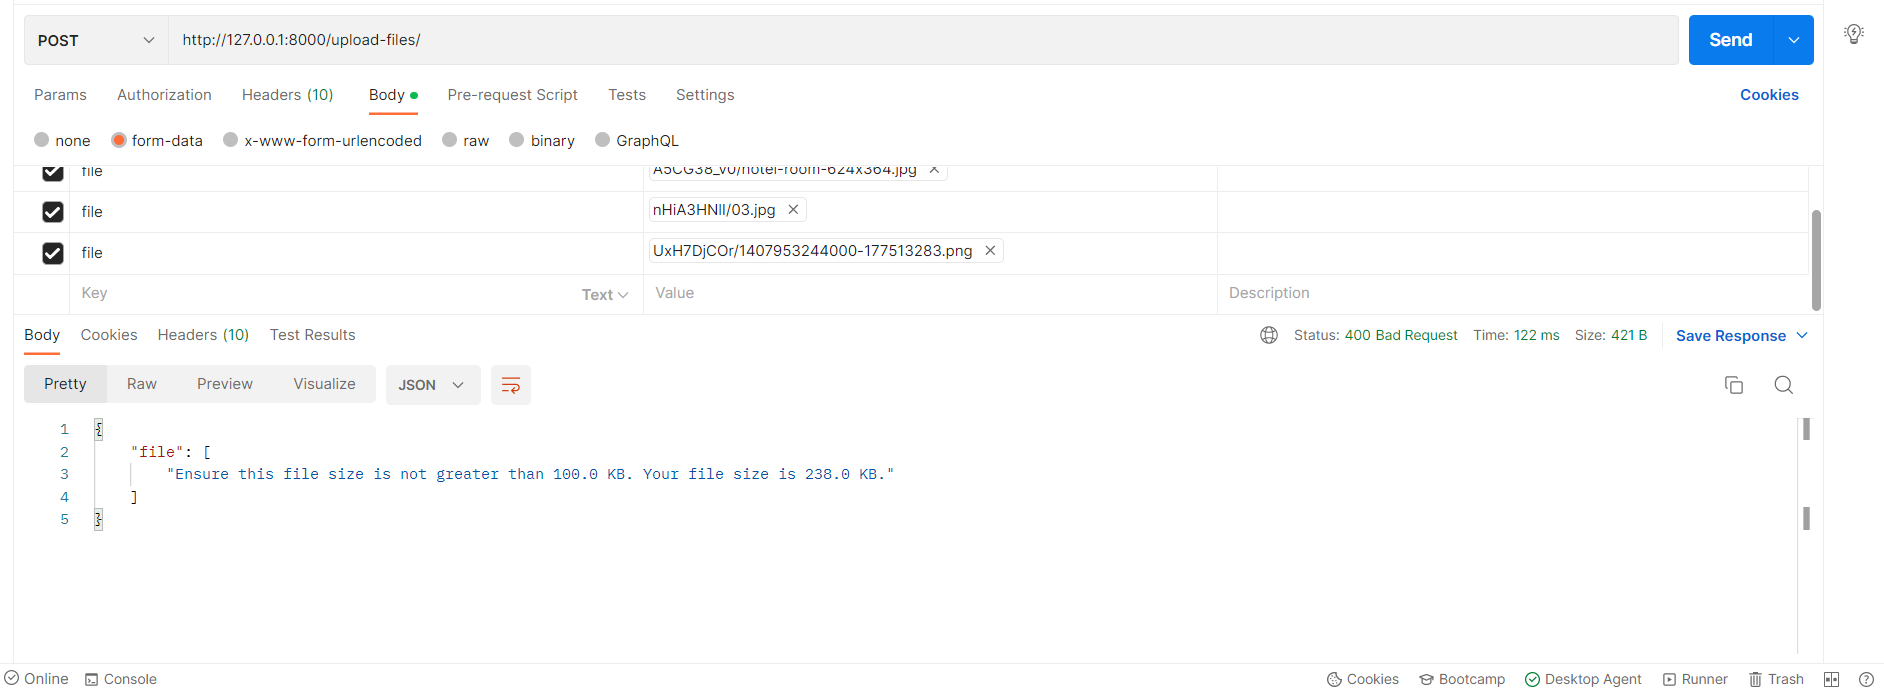 POST http://127.0.0.1:8000/upload-files/ Send
Params Authorization Headers (10) Body Pre-request Script Tests Settings Cookies
none form-data x-www-form-urlencoded raw binary GraphQL
file A5CG38_v0/hotel-room-624x364.jpg
file nHiA3HNlI/03.jpg
file UxH7DjCOr/1407953244000-177513283.png
Key Text Value Description
Body Cookies Headers (10) Test Results Status: 400 Bad Request Time: 122 ms Size: 421 B Save Response
Pretty Raw Preview Visualize JSON
1 {
2 "file": [
3 "Ensure this file size is not greater than 100.0 KB. Your file size is 238.0 KB."
4 ]
5 }
Online Console Cookies Bootcamp Desktop Agent Runner Trash